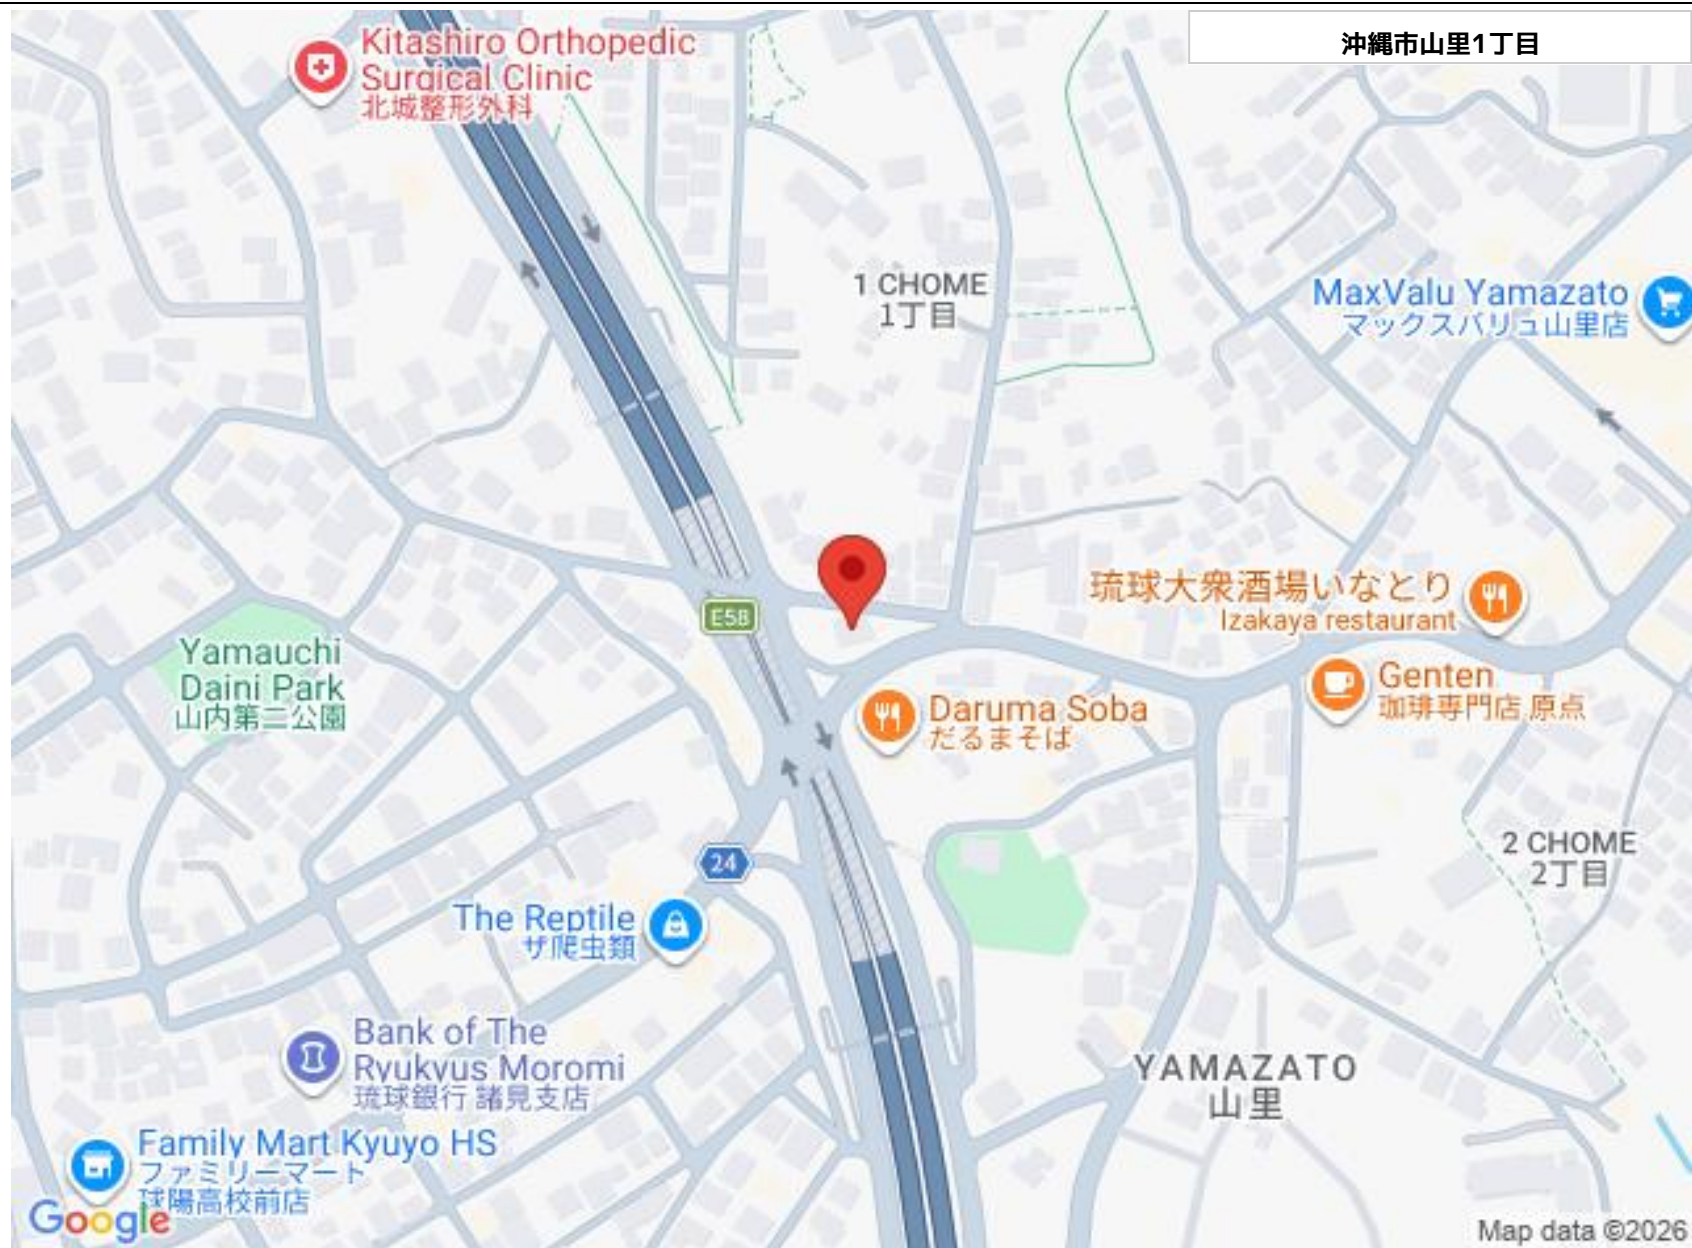 沖縄市山里1丁目
Kitashiro Orthopedic
Surgical Clinic
北城整形外科
1 CHOME
1丁目
MaxValu Yamazato
マックスバリュ山里店
琉球大衆酒場いなとり
Izakaya restaurant
E58
Yamauchi
Daini Park
山内第二公園
Genten
珈琲専門店 原点
Daruma Soba
だるまそば
2 CHOME
2丁目
24
The Reptile
ザ爬虫類
Bank of The
Ryukyus Moromi
琉球銀行 諸見支店
YAMAZATO
山里
Family Mart Kyuyo HS
ファミリーマート
球陽高校前店
Google
Map data ©2026